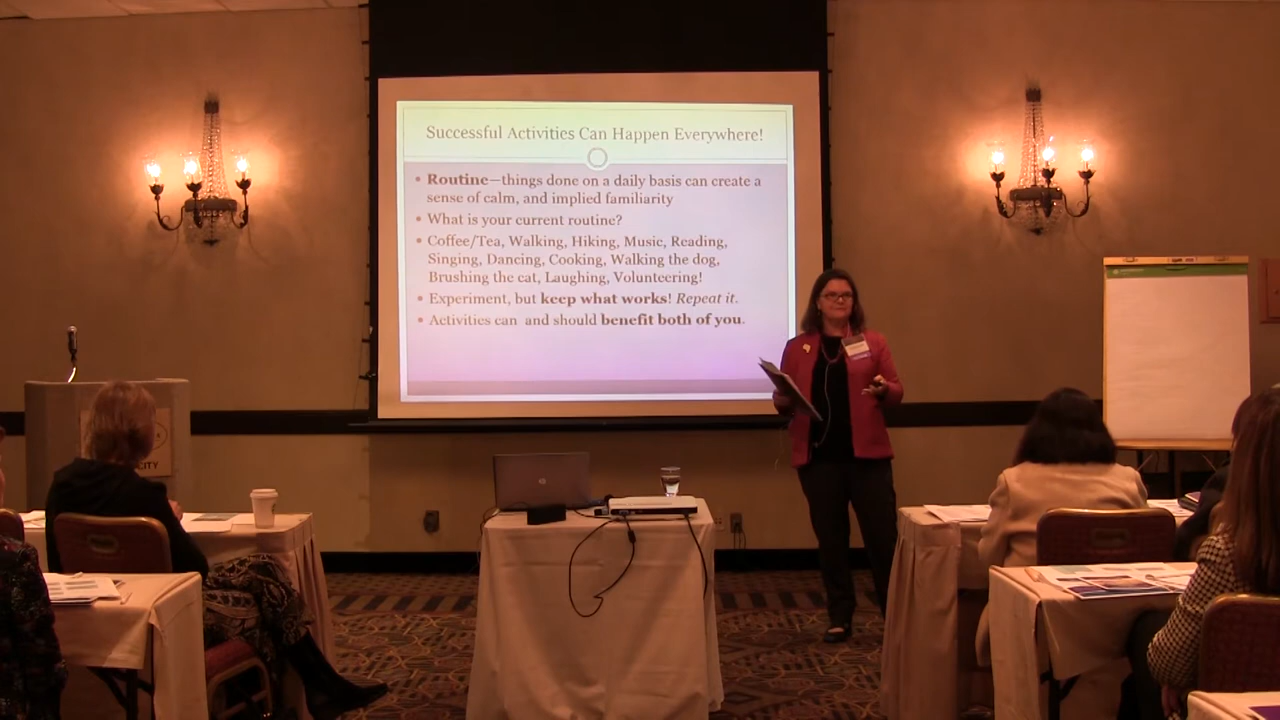 Successful Activities Can Happen Everywhere!
• Routine—things done on a daily basis can create a
sense of calm, and implied familiarity
• What is your current routine?
• Coffee/Tea, Walking, Hiking, Music, Reading,
Singing, Dancing, Cooking, Walking the dog,
Brushing the cat, Laughing, Volunteering!
• Experiment, but keep what works! Repeat it.
• Activities can and should benefit both of you.
CITY